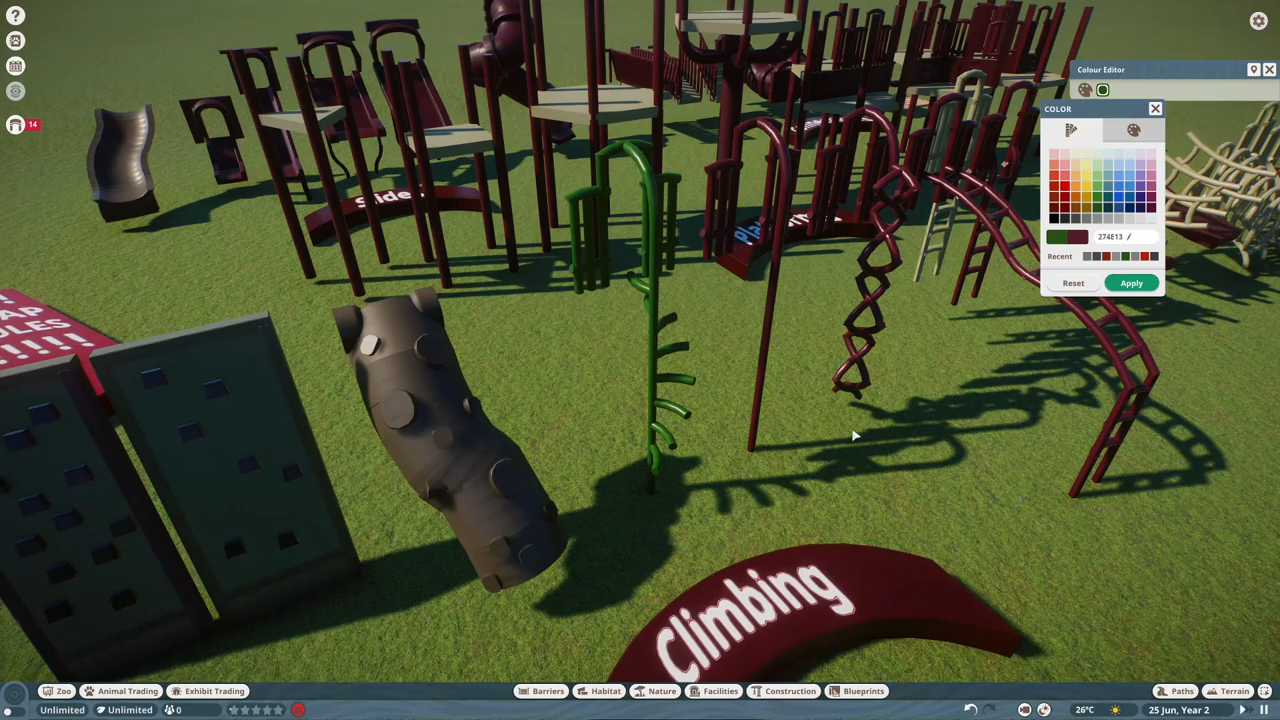 ?
14
Colour Editor
COLOR
274E13
Recent
Reset
Apply
Slide
Climbing
Zoo
Animal Trading
Exhibit Trading
Barriers
Habitat
Nature
Facilities
Construction
Blueprints
Paths
Terrain
Unlimited
Unlimited
0
26°C
25 Jun, Year 2